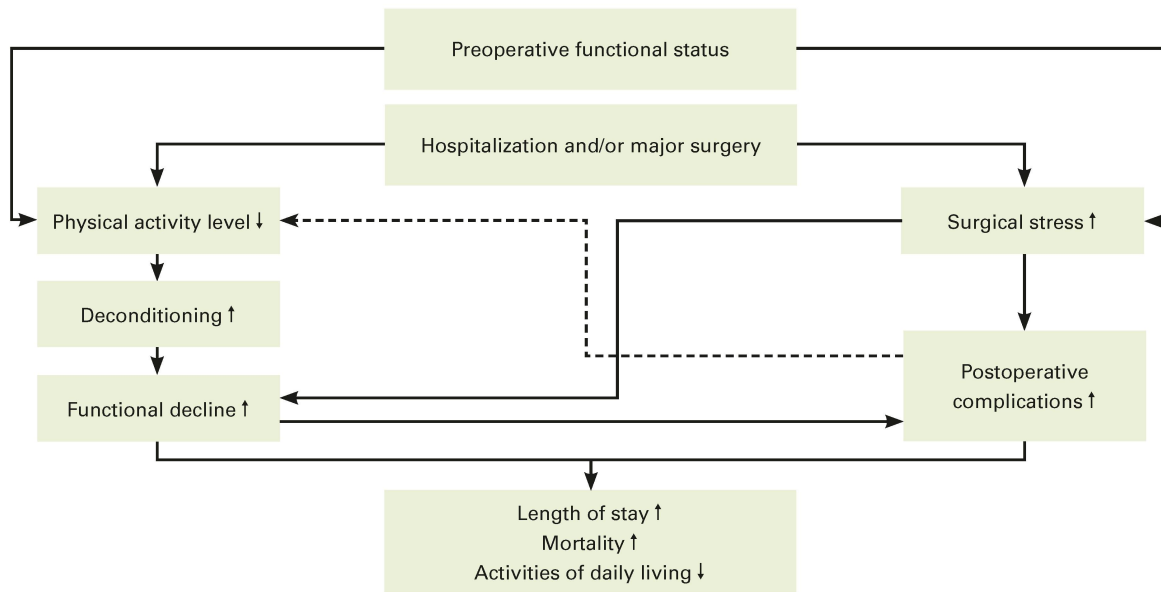 Preoperative functional status
Hospitalization and/or major surgery
Physical activity level ↓
Surgical stress ↑
Deconditioning ↑
Functional decline ↑
Postoperative
complications ↑
Length of stay ↑
Mortality ↑
Activities of daily living ↓